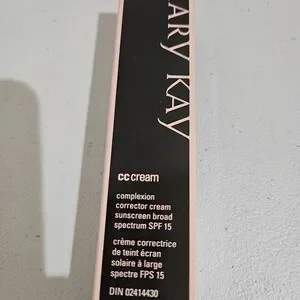 ARY KAY
cc cream
complexion
corrector cream
sunscreen broad
spectrum SPF 15
crème correctrice
de teint écran
solaire à large
spectre FPS 15
DIN 02414430